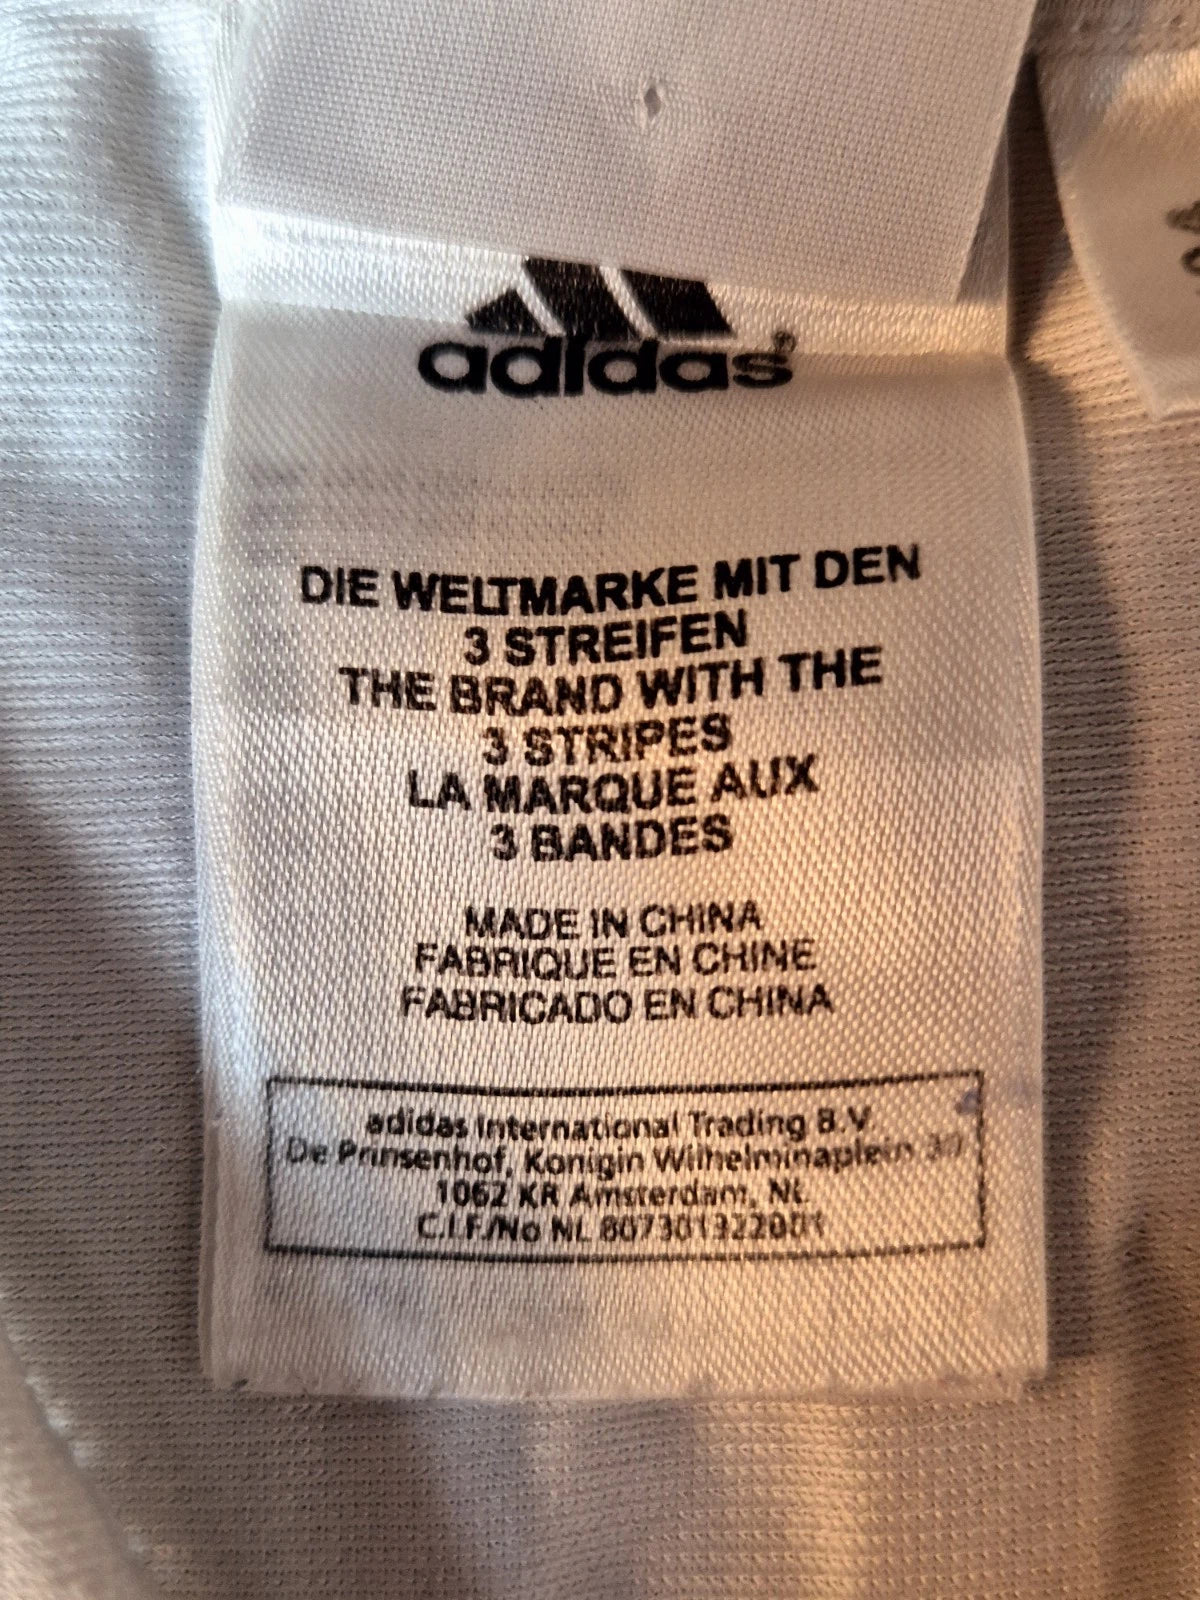 adidas®
DIE WELTMARKE MIT DEN
3 STREIFEN
THE BRAND WITH THE
3 STRIPES
LA MARQUE AUX
3 BANDES
MADE IN CHINA
FABRIQUE EN CHINE
FABRICADO EN CHINA
adidas International Trading B.V.
De Prinsenhof, Konigin Wilhelminaplein
1062 KR Amsterdam, NL
C.I.F./No NL 807301322001